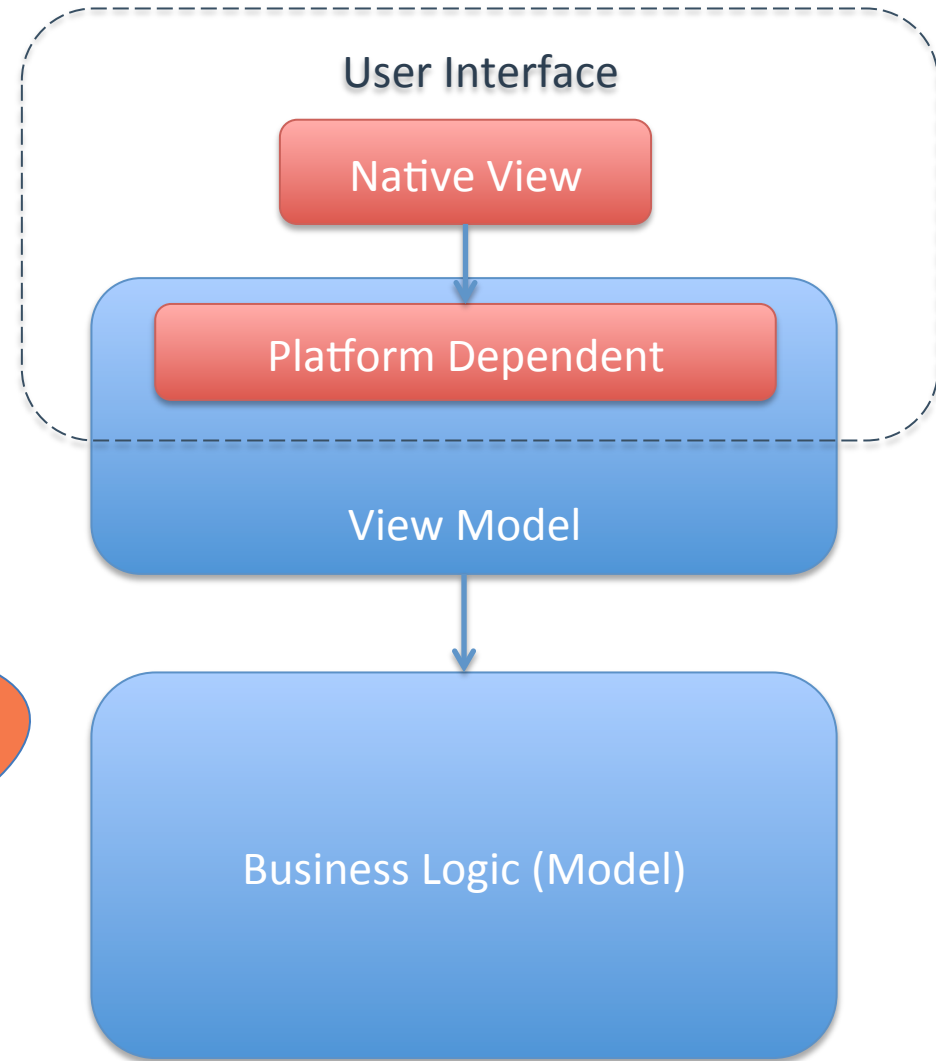 User Interface
Native View
Platform Dependent
View Model
Business Logic (Model)